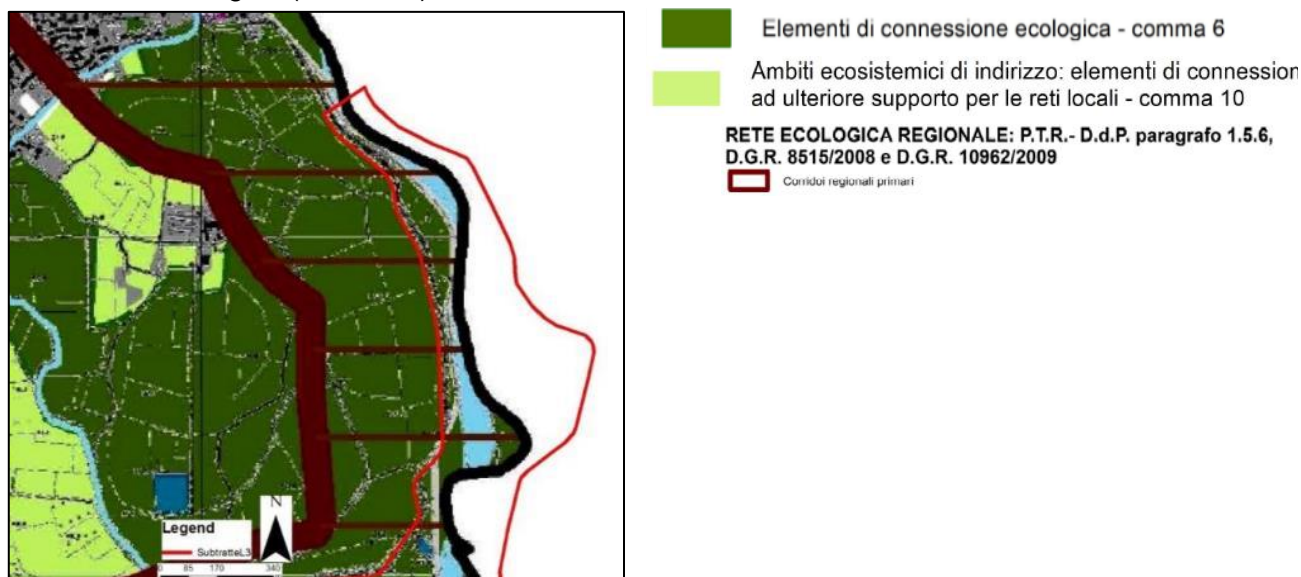 Elementi di connessione ecologica - comma 6
Ambiti ecosistemici di indirizzo: elementi di connession
ad ulteriore supporto per le reti locali - comma 10
RETE ECOLOGICA REGIONALE: P.T.R.- D.d.P. paragrafo 1.5.6,
D.G.R. 8515/2008 e D.G.R. 10962/2009
Corridoi regionali primari
N
Legend
SubtratteL3
0 85 170 340